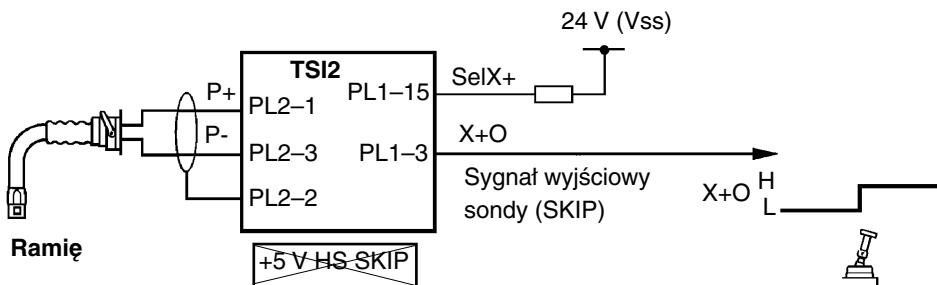 24 V (Vss)
TSI2
SelX+
P+
PL2–1
PL1–15
P-
X+O
PL2–3
PL1–3
Sygnał wyjściowy
sondy (SKIP)
X+O
H
L
PL2–2
Ramię
+5 V HS SKIP